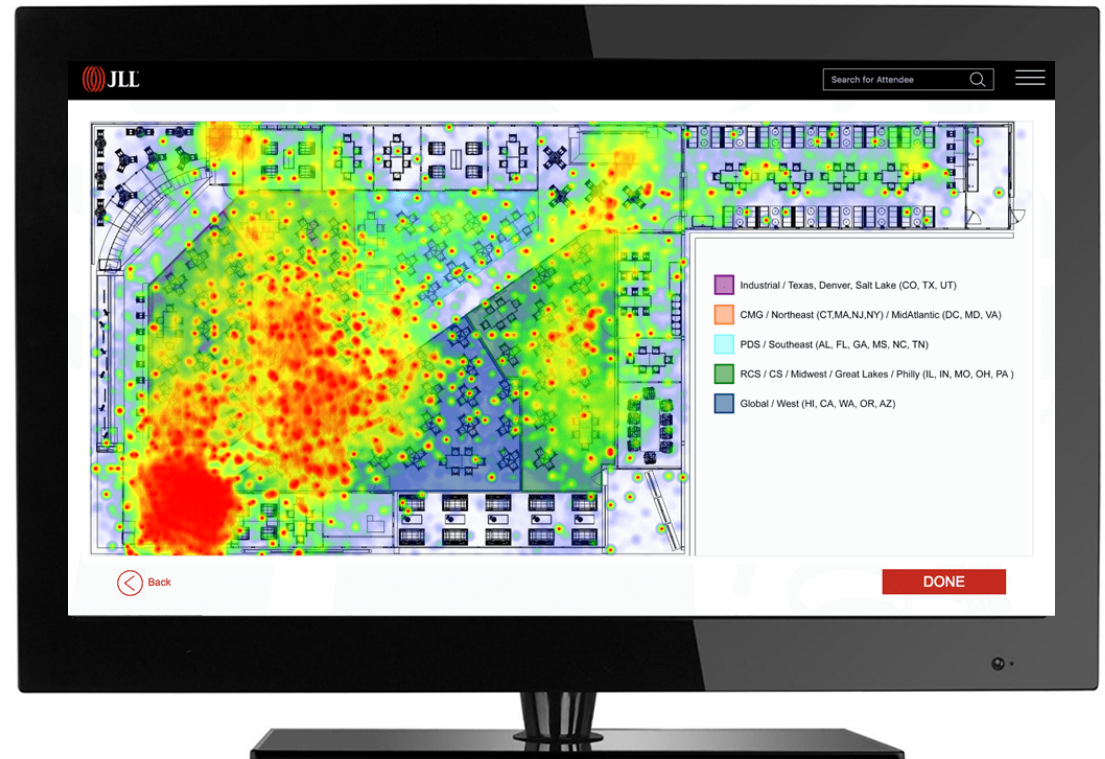 JLL
Search for Attendee
Industrial / Texas, Denver, Salt Lake (CO, TX, UT)
CMG / Northeast (CT,MA,NJ,NY) / MidAtlantic (DC, MD, VA)
PDS / Southeast (AL, FL, GA, MS, NC, TN)
RCS / CS / Midwest / Great Lakes / Philly (IL, IN, MO, OH, PA )
Global / West (HI, CA, WA, OR, AZ)
Back
DONE